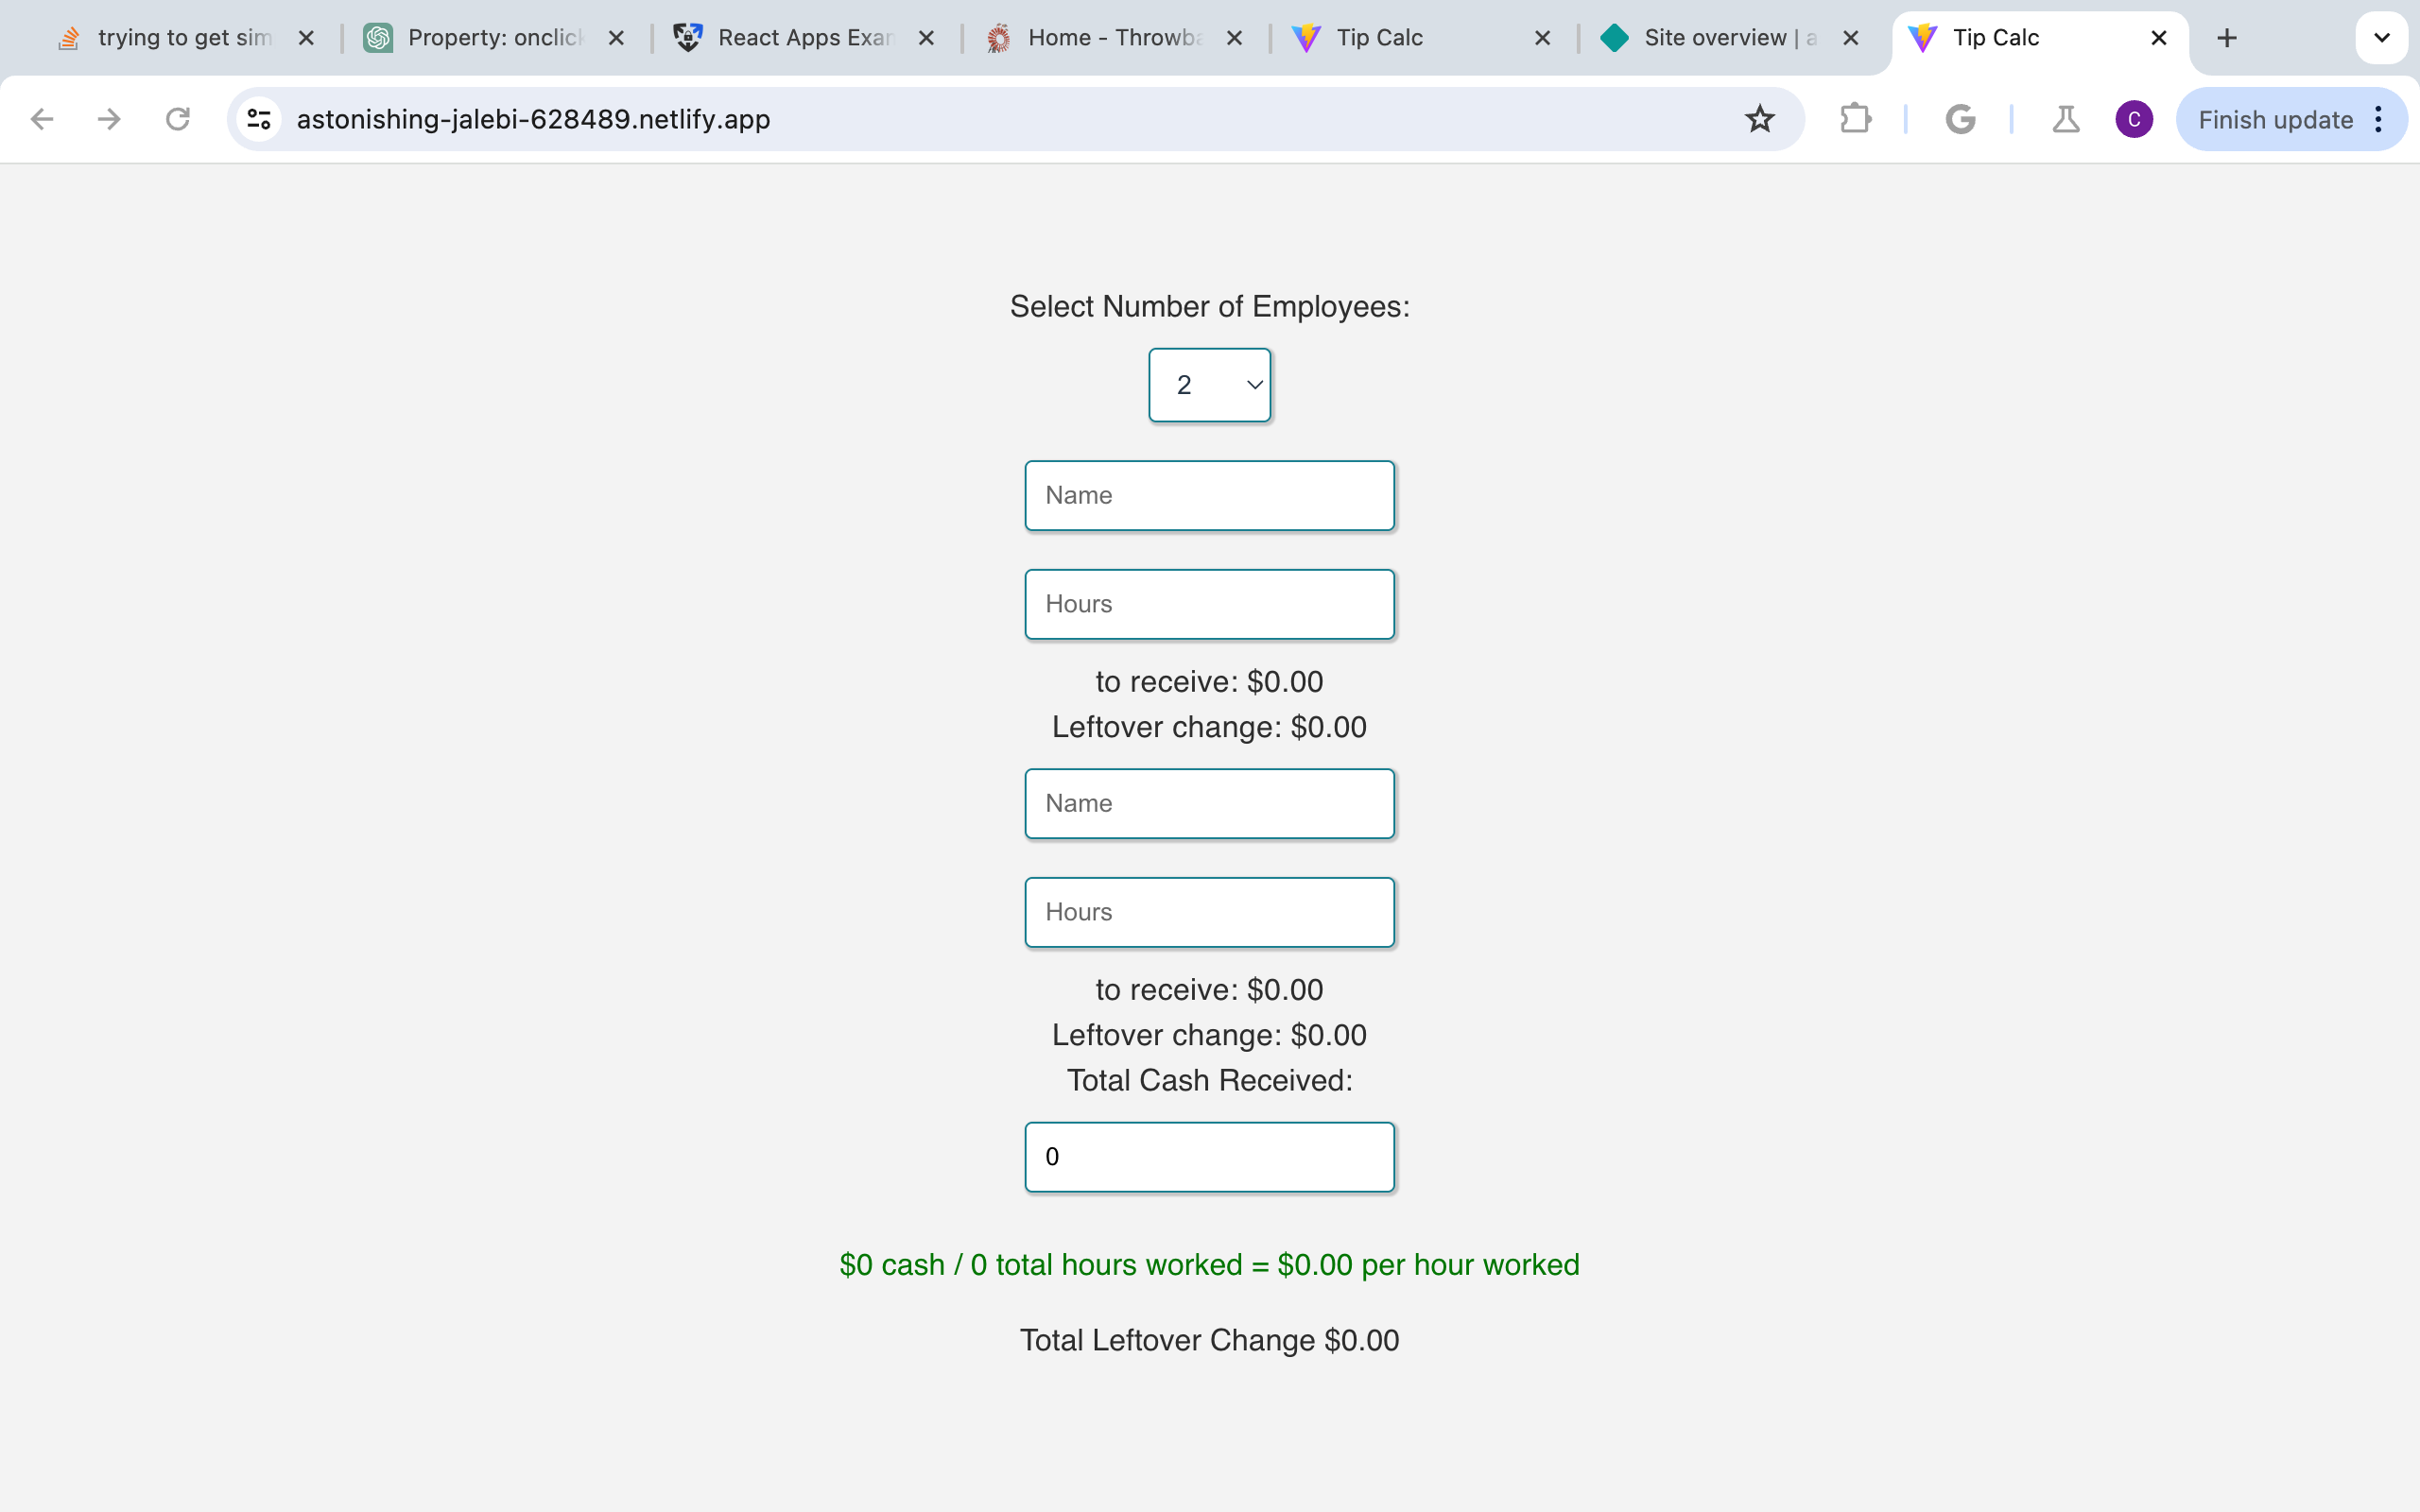 trying to get sim
Property: onclick
React Apps Exan
Home - Throwba
Tip Calc
Site overview | a
Tip Calc
astonishing-jalebi-628489.netlify.app
G
C
Finish update
Select Number of Employees:
2
Name
Hours
to receive: $0.00
Leftover change: $0.00
Name
Hours
to receive: $0.00
Leftover change: $0.00
Total Cash Received:
0
$0 cash / 0 total hours worked = $0.00 per hour worked
Total Leftover Change $0.00